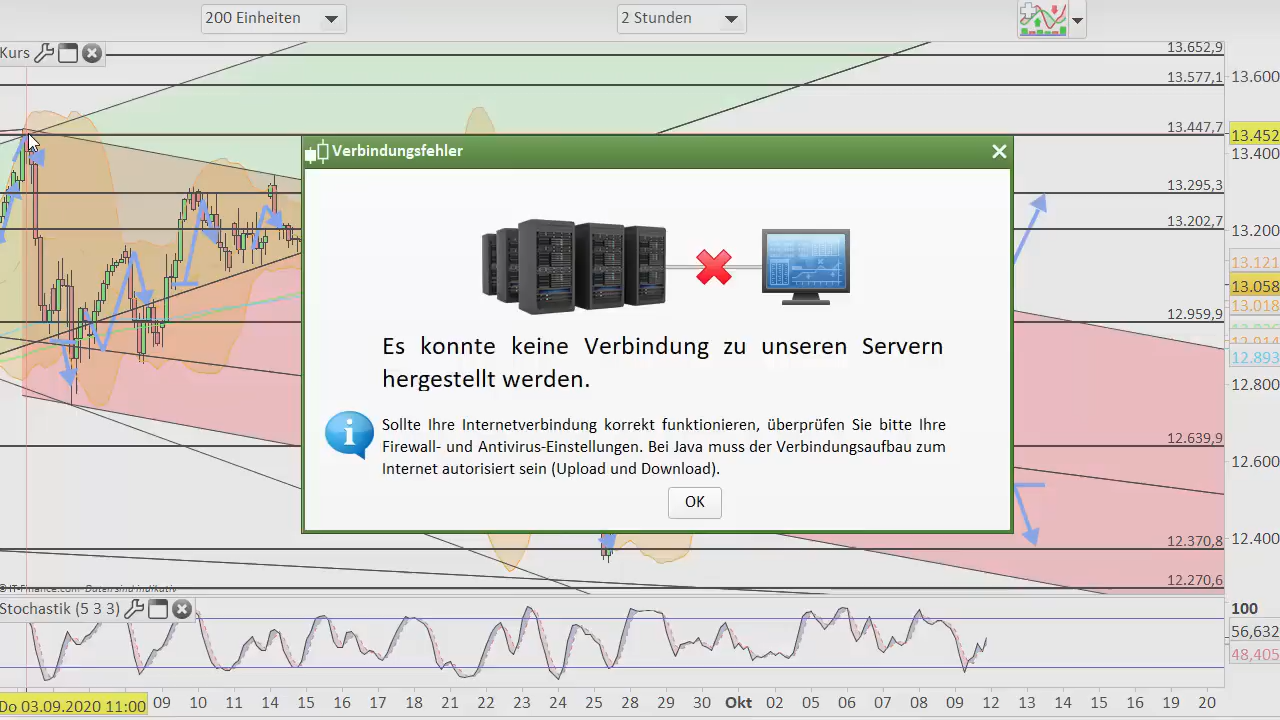 200 Einheiten
2 Stunden
Kurs
13.652,9
13.600
13.577,1
13.447,7
13.452
13.400
13.295,3
13.202,7
13.200
13.121
13.058
13.018
12.959,9
12.893
12.800
12.639,9
12.600
12.400
12.370,8
12.270,6
Verbindungsfehler
Es konnte keine Verbindung zu unseren Servern
hergestellt werden.
Sollte Ihre Internetverbindung korrekt funktionieren, überprüfen Sie bitte Ihre
Firewall- und Antivirus-Einstellungen. Bei Java muss der Verbindungsaufbau zum
Internet autorisiert sein (Upload und Download).
OK
© IT-Finance.com Daten sind indikativ
Stochastik (5 3 3)
100
56,632
48,405
Do 03.09.2020 11:00 09 10 11 14 15 16 17 18 21 22 23 24 25 28 29 30 Okt 02 05 06 07 08 09 12 13 14 15 16 19 20